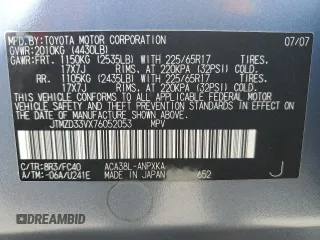 MFD.BY:TOYOTA MOTOR CORPORATION 07/07
GVWR:2010KG (4430LB)
GAWR:FRT. 1150KG (2535LB) WITH 225/65R17 TIRES,
17X7J RIMS, AT 220KPA (32PSI) COLD
RR. 1105KG (2435LB) WITH 225/65R17 TIRES,
17X7J RIMS, AT 220KPA (32PSI) COLD
THIS VEHICLE CONFORMS TO ALL APPLICABLE
FEDERAL MOTOR VEHICLE SAFETY AND
THEFT PREVENTION STANDARDS IN EFFECT ON
THE DATE OF MANUFACTURE SHOWN ABOVE.
JTMZD33VX76052053 MPV
C/TR: 8R3/FC40 ACA38L-ANPXKA
A/TM: -06A/U241E MADE IN JAPAN 652
J